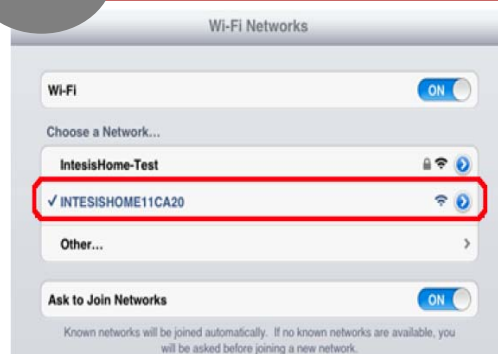 Wi-Fi Networks
Wi-Fi ON
Choose a Network...
IntesisHome-Test
✓ INTESISHOME11CA20
Other...
Ask to Join Networks ON
Known networks will be joined automatically. If no known networks are available, you
will be asked before joining a new network.